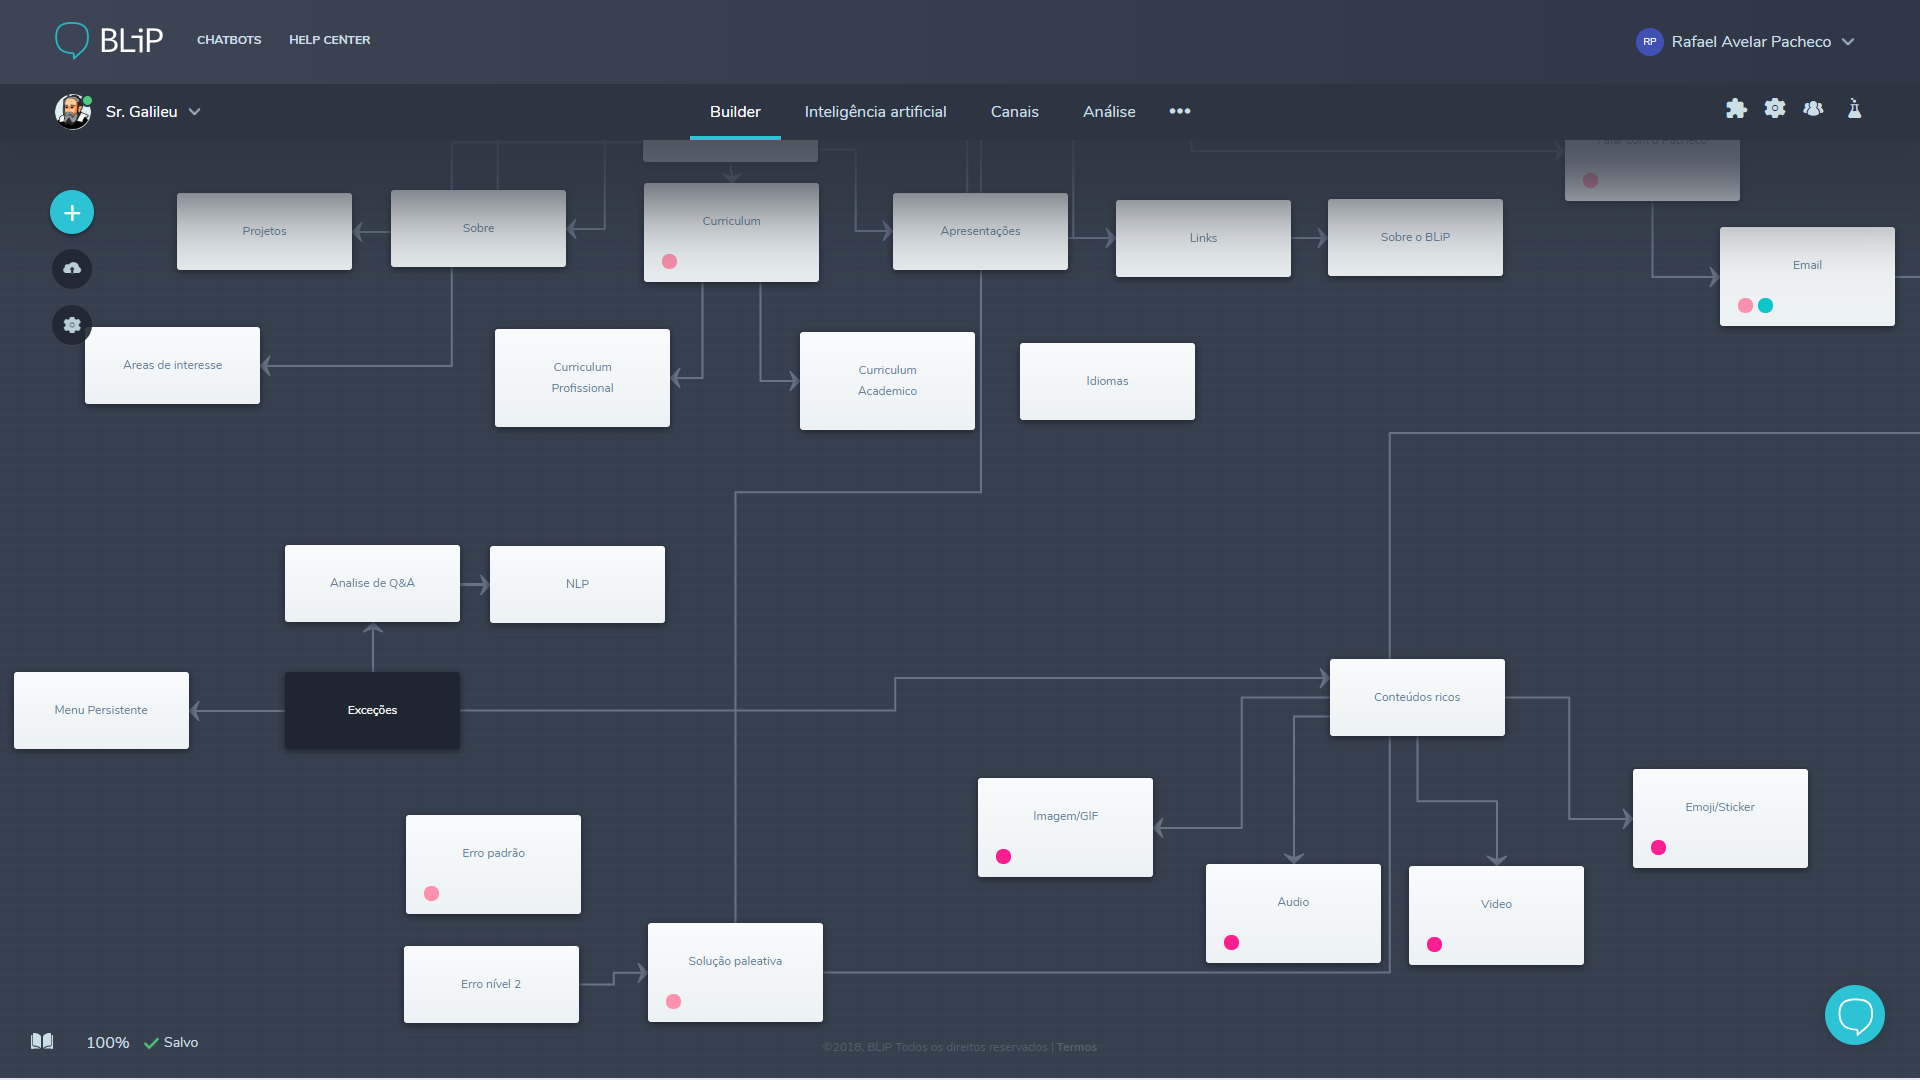 BLiP
CHATBOTS
HELP CENTER
RP
Rafael Avelar Pacheco
Sr. Galileu
Builder
Inteligência artificial
Canais
Análise
Falar com o Pacheco
Projetos
Sobre
Curriculum
Apresentações
Links
Sobre o BLiP
Email
Areas de interesse
Curriculum
Profissional
Curriculum
Academico
Idiomas
Analise de Q&A
NLP
Menu Persistente
Exceções
Conteúdos ricos
Imagem/GIF
Emoji/Sticker
Erro padrão
Audio
Video
Solução paleativa
Erro nível 2
100%
Salvo
©2018, BLiP Todos os direitos reservados | Termos